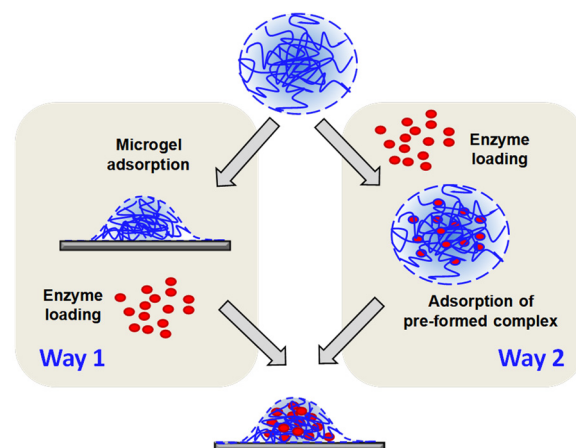 Microgel
adsorption
Enzyme
loading
Way 1
Enzyme
loading
Adsorption of
pre-formed complex
Way 2